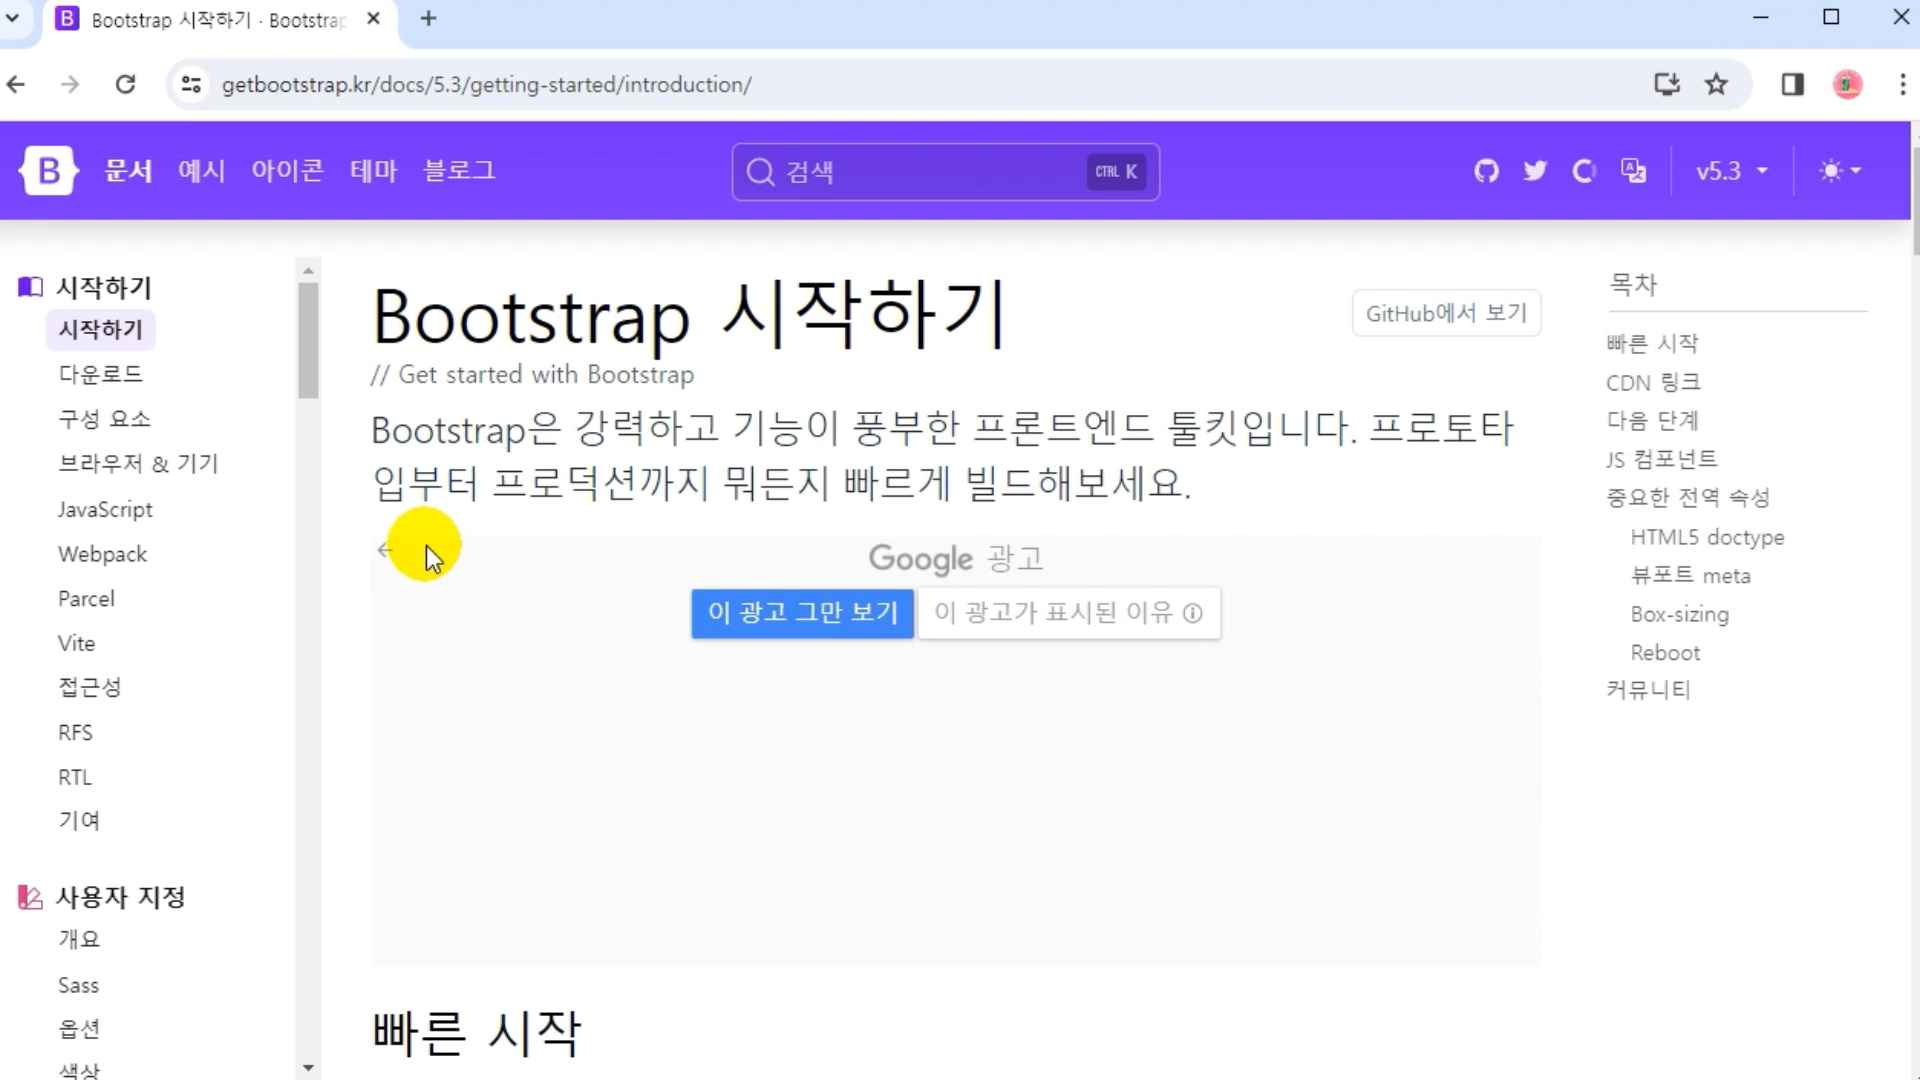 Bootstrap 시작하기 · Bootstrap
getbootstrap.kr/docs/5.3/getting-started/introduction/
B 문서 예시 아이콘 테마 블로그 검색 CTRL K v5.3
시작하기
시작하기
다운로드
구성 요소
브라우저 & 기기
JavaScript
Webpack
Parcel
Vite
접근성
RFS
RTL
기여
사용자 지정
개요
Sass
옵션
색상
Bootstrap 시작하기
GitHub에서 보기
// Get started with Bootstrap
Bootstrap은 강력하고 기능이 풍부한 프론트엔드 툴킷입니다. 프로토타
입부터 프로덕션까지 뭐든지 빠르게 빌드해보세요.
Google 광고
이 광고 그만 보기 이 광고가 표시된 이유
빠른 시작
목차
빠른 시작
CDN 링크
다음 단계
JS 컴포넌트
중요한 전역 속성
HTML5 doctype
뷰포트 meta
Box-sizing
Reboot
커뮤니티